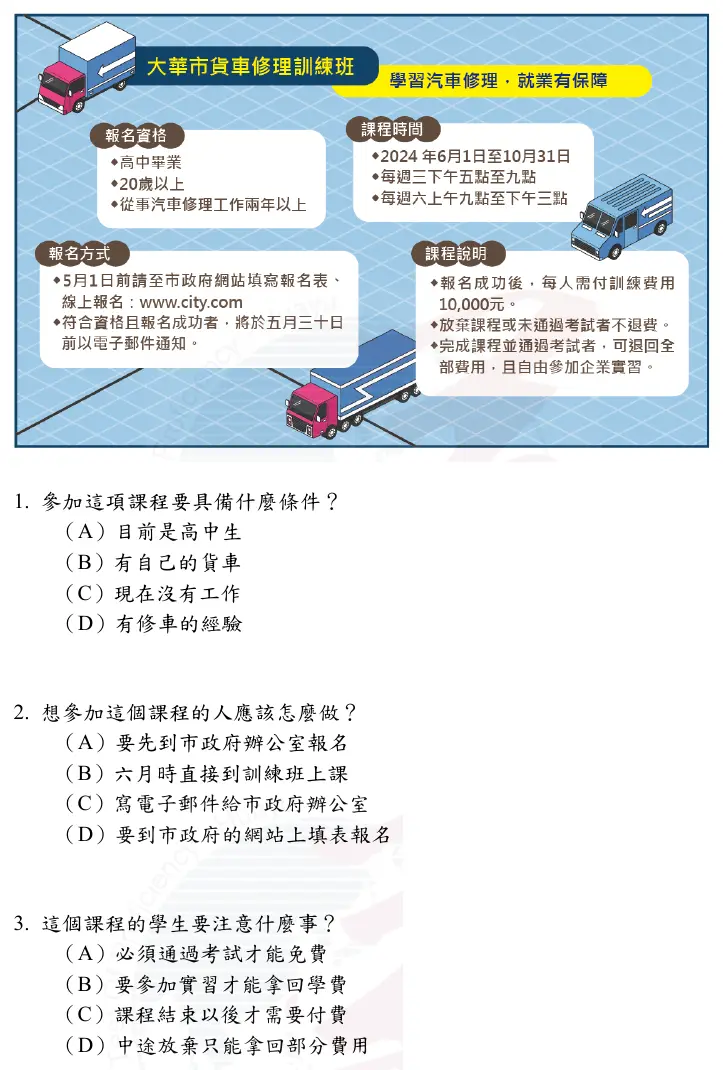 大華市貨車修理訓練班
學習汽車修理，就業有保障
報名資格
◆高中畢業
◆20歲以上
◆從事汽車修理工作兩年以上
課程時間
◆2024 年6月1日至10月31日
◆每週三下午五點至九點
◆每週六上午九點至下午三點
報名方式
◆5月1日前請至市政府網站填寫報名表、
線上報名：www.city.com
◆符合資格且報名成功者，將於五月三十日
前以電子郵件通知。
課程說明
◆報名成功後，每人需付訓練費用
10,000元。
◆放棄課程或未通過考試者不退費。
◆完成課程並通過考試者，可退回全
部費用，且自由參加企業實習。
1. 參加這項課程要具備什麼條件？
（A）目前是高中生
（B）有自己的貨車
（C）現在沒有工作
（D）有修車的經驗
2. 想參加這個課程的人應該怎麼做？
（A）要先到市政府辦公室報名
（B）六月時直接到訓練班上課
（C）寫電子郵件給市政府辦公室
（D）要到市政府的網站上填表報名
3. 這個課程的學生要注意什麼事？
（A）必須通過考試才能免費
（B）要參加實習才能拿回學費
（C）課程結束以後才需要付費
（D）中途放棄只能拿回部分費用